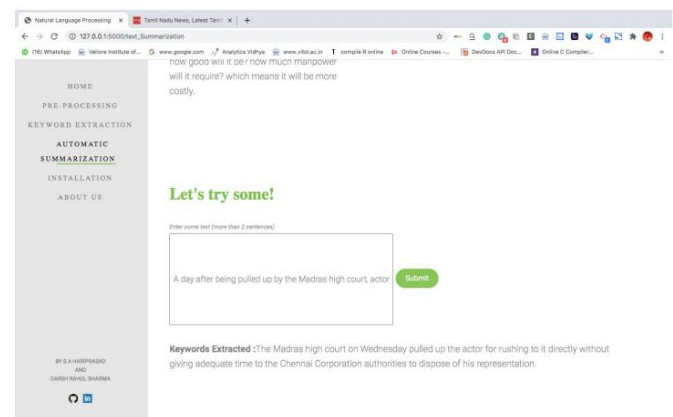 Natural Language Processing
Tamil Nadu News, Latest Tami
127.0.0.1:5000/text_Summarization
(16) WhatsApp Vellore Institute of... www.google.com Analytics Vidhya www.vitol.ac.in T compile R online Online Courses -... DevDocs API Doc... Online C Compiler... »
how good will it be? how much manpower
will it require? which means it will be more
costly.
HOME
PRE-PROCESSING
KEYWORD EXTRACTION
AUTOMATIC
SUMMARIZATION
INSTALLATION
ABOUT US
Let's try some!
Enter some text (more than 2 sentences)
A day after being pulled up by the Madras high court, actor
Submit
Keywords Extracted :The Madras high court on Wednesday pulled up the actor for rushing to it directly without
giving adequate time to the Chennai Corporation authorities to dispose of his representation.
BY S A HARIPRASAD
AND
DARSH RAHUL SHARMA